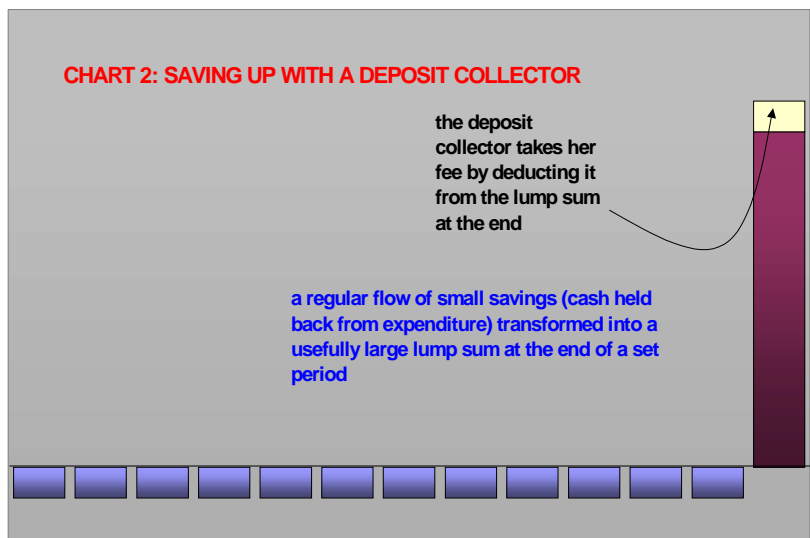 CHART 2: SAVING UP WITH A DEPOSIT COLLECTOR
the deposit
collector takes her
fee by deducting it
from the lump sum
at the end
a regular flow of small savings (cash held
back from expenditure) transformed into a
usefully large lump sum at the end of a set
period